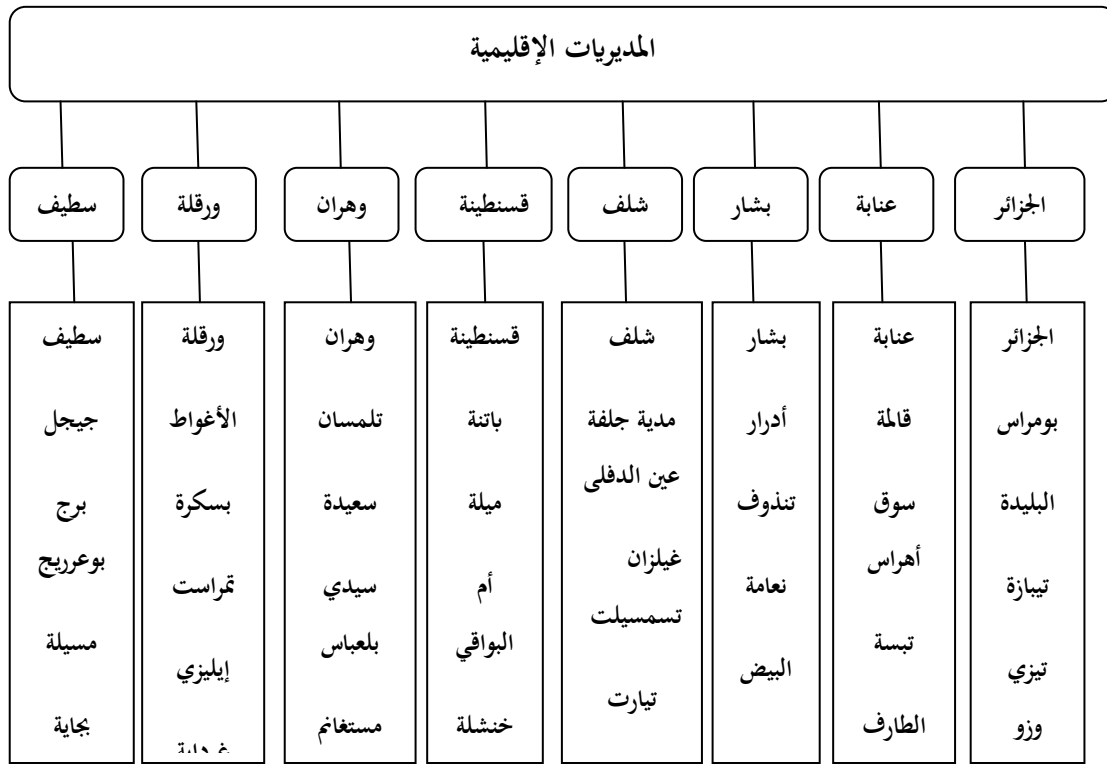 المديريات الإقليمية
الجزائر
عنابة
بشار
شلف
قسنطينة
وهران
ورقلة
سطيف
الجزائر
بومراس
البليدة
تيبازة
تيزي
وزو
عنابة
قالمة
سوق
أهراس
تبسة
الطارف
بشار
أدرار
تنذوف
نعامة
البيض
شلف
مدية جلفة
عين الدفلى
غيلزان
تسمسيلت
تيارت
قسنطينة
باتنة
ميلة
أم
البواقي
خنشلة
وهران
تلمسان
سعيدة
سيدي
بلعباس
مستغانم
ورقلة
الأغواط
بسكرة
تمراست
إيليزي
سطيف
جيجل
برج
بوعرريج
مسيلة
بجاية